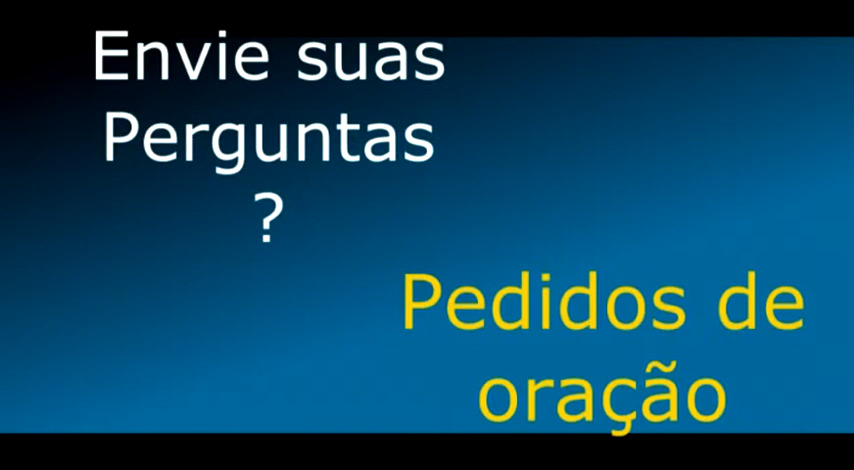 Envie suas
Perguntas
?
Pedidos de
oração